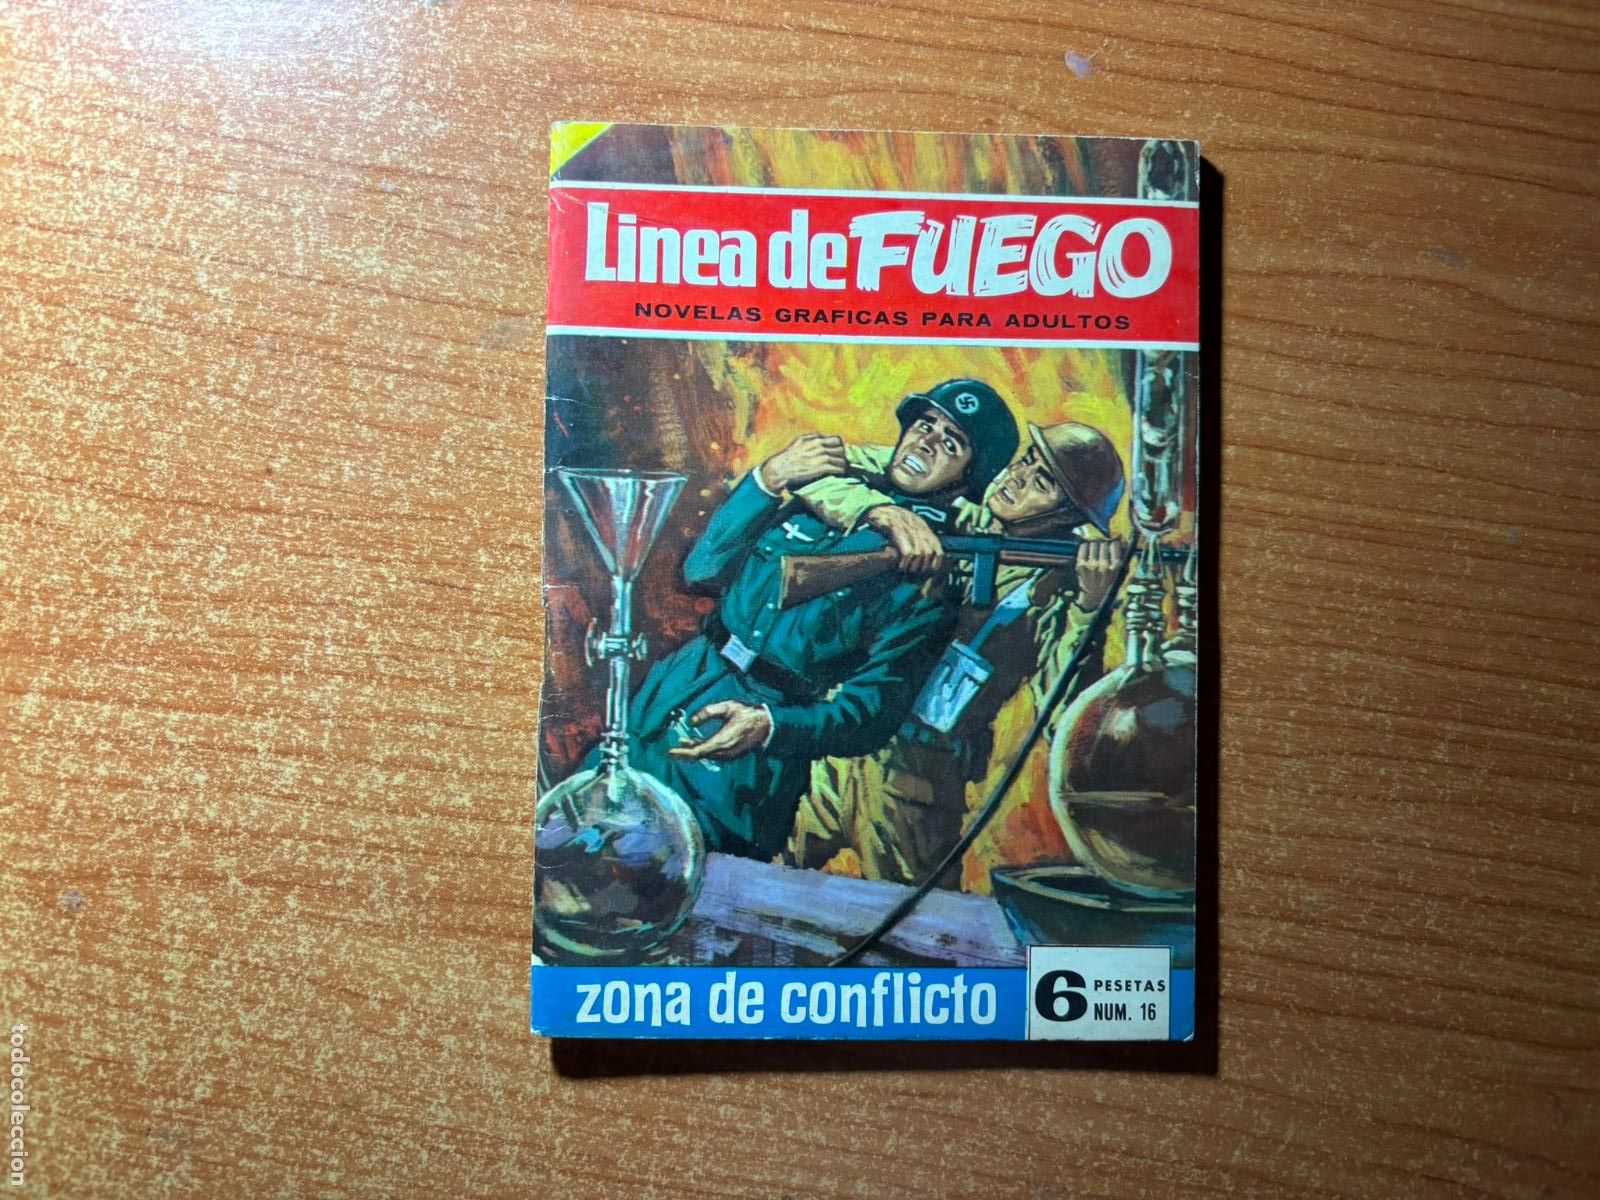 Linea de FUEGO
NOVELAS GRAFICAS PARA ADULTOS
zona de conflicto
6 PESETAS
NUM. 16
todocoleccion